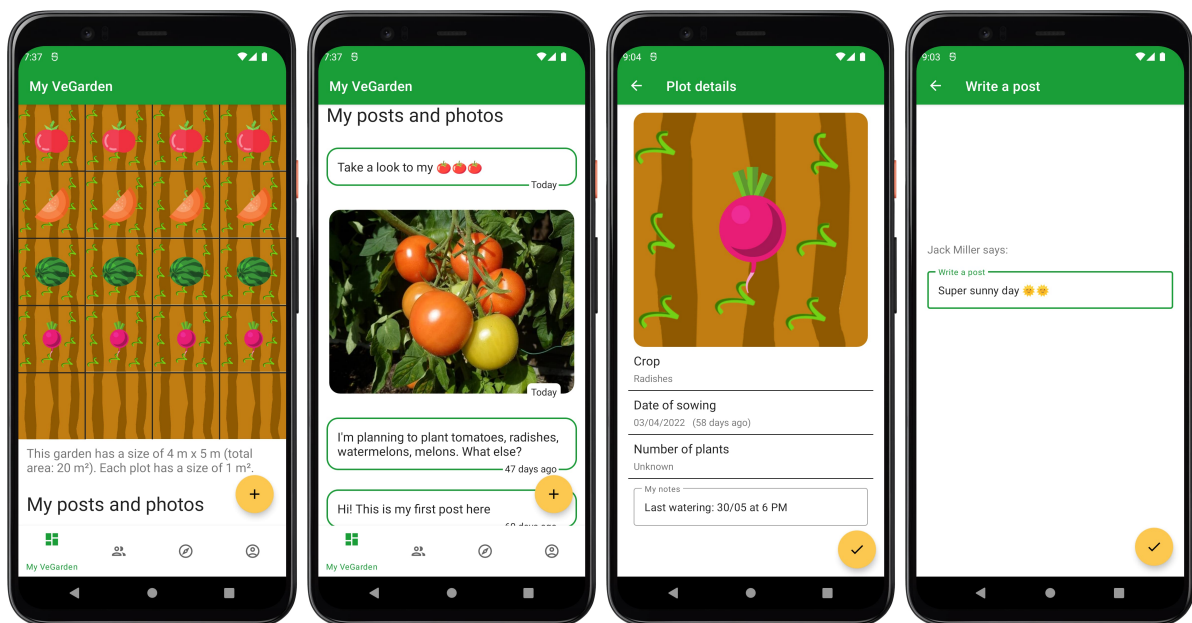 7:37
My VeGarden
This garden has a size of 4 m x 5 m (total
area: 20 m²). Each plot has a size of 1 m².
My posts and photos
My VeGarden
7:37
My VeGarden
My posts and photos
Take a look to my 🍅🍅🍅
Today
Today
I'm planning to plant tomatoes, radishes,
watermelons, melons. What else?
47 days ago
Hi! This is my first post here
days ago
My VeGarden
9:04
Plot details
Crop
Radishes
Date of sowing
03/04/2022 (58 days ago)
Number of plants
Unknown
My notes
Last watering: 30/05 at 6 PM
9:03
Write a post
Jack Miller says:
Write a post
Super sunny day 🌞🌞